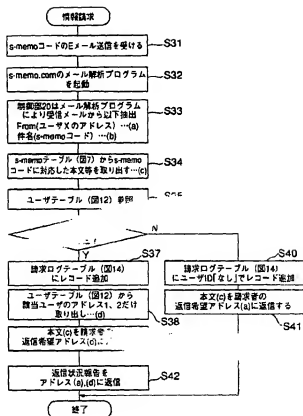 情報請求
s-memoコードのEメール送信を受ける
S31
s-memo.comのメール解析プログラム
を起動
S32
制御部20はメール解析プログラム
により受信メールから以下抽出
From(ユーザXのアドレス) …(a)
件名(s-memoコード) …(b)
S33
s-memoテーブル (図7) からs-memo
コードに対応した本文等を取り出す…(c)
S34
ユーザテーブル (図12) 参照
N
Y
S37
請求ログテーブル (図14)
にレコード追加
S40
請求ログテーブル (図14)
にユーザID「なし」でレコード追加
ユーザテーブル (図12) から
該当ユーザのアドレス1、2だけ
取り出し…(d)
S38
本文(c)を請求者の
返信希望アドレス(a)に返信する
S41
本文(c)を請求者
返信希望アドレス
返信状況報告を
アドレス(a),(d)に返信
S42
終了